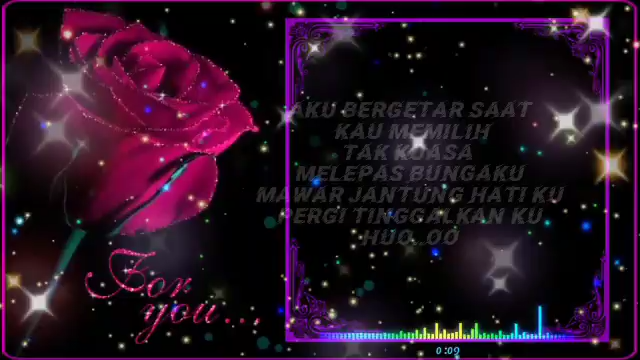 AKU BERGETAR SAAT
KAU MEMILIH
TAK KUASA
MELEPAS BUNGAKU
MAWAR JANTUNG HATI KU
PERGI TINGGALKAN KU
HUO..OO
For
you...
0:09